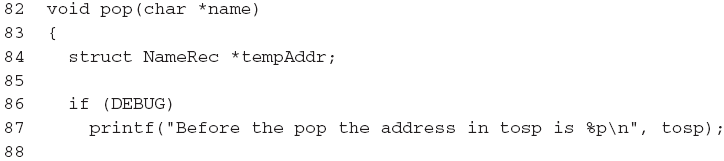 82 void pop(char *name)
83 {
84   struct NameRec *tempAddr;
85
86   if (DEBUG)
87     printf("Before the pop the address in tosp is %p\n", tosp);
88